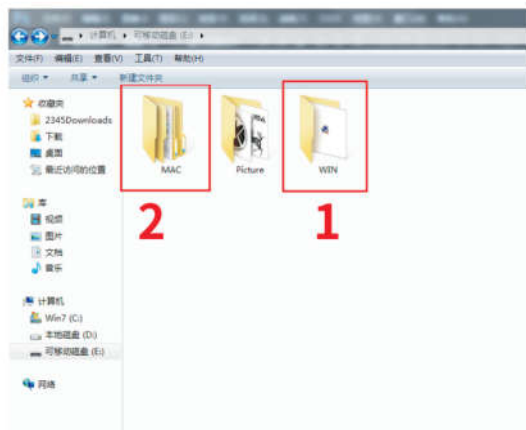 计算机 ▸ 可移动磁盘 (E:) ▸
文件(F) 编辑(E) 查看(V) 工具(T) 帮助(H)
组织 ▾ 共享 ▾ 新建文件夹
收藏夹
2345Downloads
下载
桌面
最近访问的位置
库
视频
图片
文档
音乐
计算机
Win7 (C:)
本地磁盘 (D:)
可移动磁盘 (E:)
网络
MAC Picture WIN
2 1